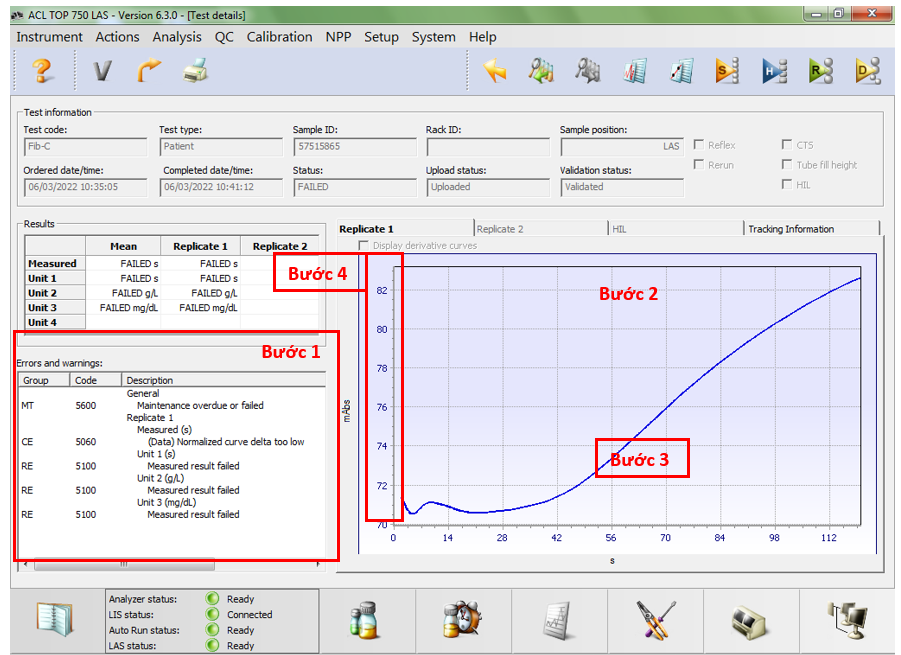 ACL TOP 750 LAS - Version 6.3.0 - [Test details]
Instrument Actions Analysis QC Calibration NPP Setup System Help
S H R D
Test information
Test code: Test type: Sample ID: Rack ID: Sample position:
Fib-C Patient 57515865 LAS Reflex CTS
Ordered date/time: Completed date/time: Status: Upload status: Validation status: Rerun Tube fill height
06/03/2022 10:35:05 06/03/2022 10:41:12 FAILED Uploaded Validated HIL
Results
Mean Replicate 1 Replicate 2
Measured FAILED s FAILED s
Unit 1 FAILED s FAILED s
Unit 2 FAILED g/L FAILED g/L
Unit 3 FAILED mg/dL FAILED mg/dL
Unit 4
Bước 1
Errors and warnings:
Group Code Description
General
MT 5600 Maintenance overdue or failed
Replicate 1
Measured (s)
CE 5060 (Data) Normalized curve delta too low
Unit 1 (s)
RE 5100 Measured result failed
Unit 2 (g/L)
RE 5100 Measured result failed
Unit 3 (mg/dL)
RE 5100 Measured result failed
Replicate 1 Replicate 2 HIL Tracking Information
Display derivative curves
Bước 4
Bước 2
Bước 3
82
80
78
76
74
72
70
mAbs
0 14 28 42 56 70 84 98 112
s
Analyzer status: Ready
LIS status: Connected
Auto Run status: Ready
LAS status: Ready